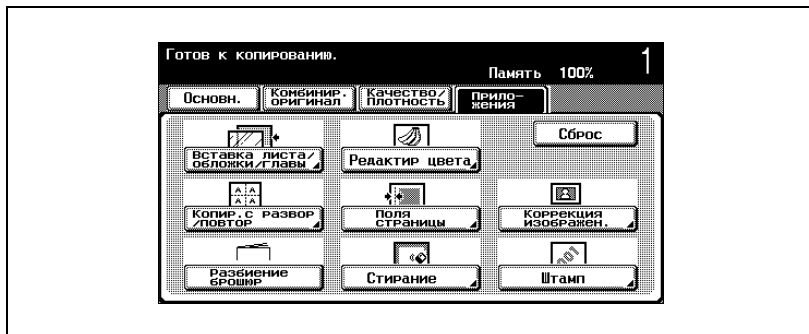 Готов к копированию.
1
Память 100%
Основн.
Комбинир.
оригинал
Качество/
Плотность
Прило-
жения
Сброс
Вставка листа/
обложки/главы
Редактир цвета
Копир.с развор
/повтор
Поля
страницы
Коррекция
изображен.
Разбиение
брошюр
Стирание
Штамп